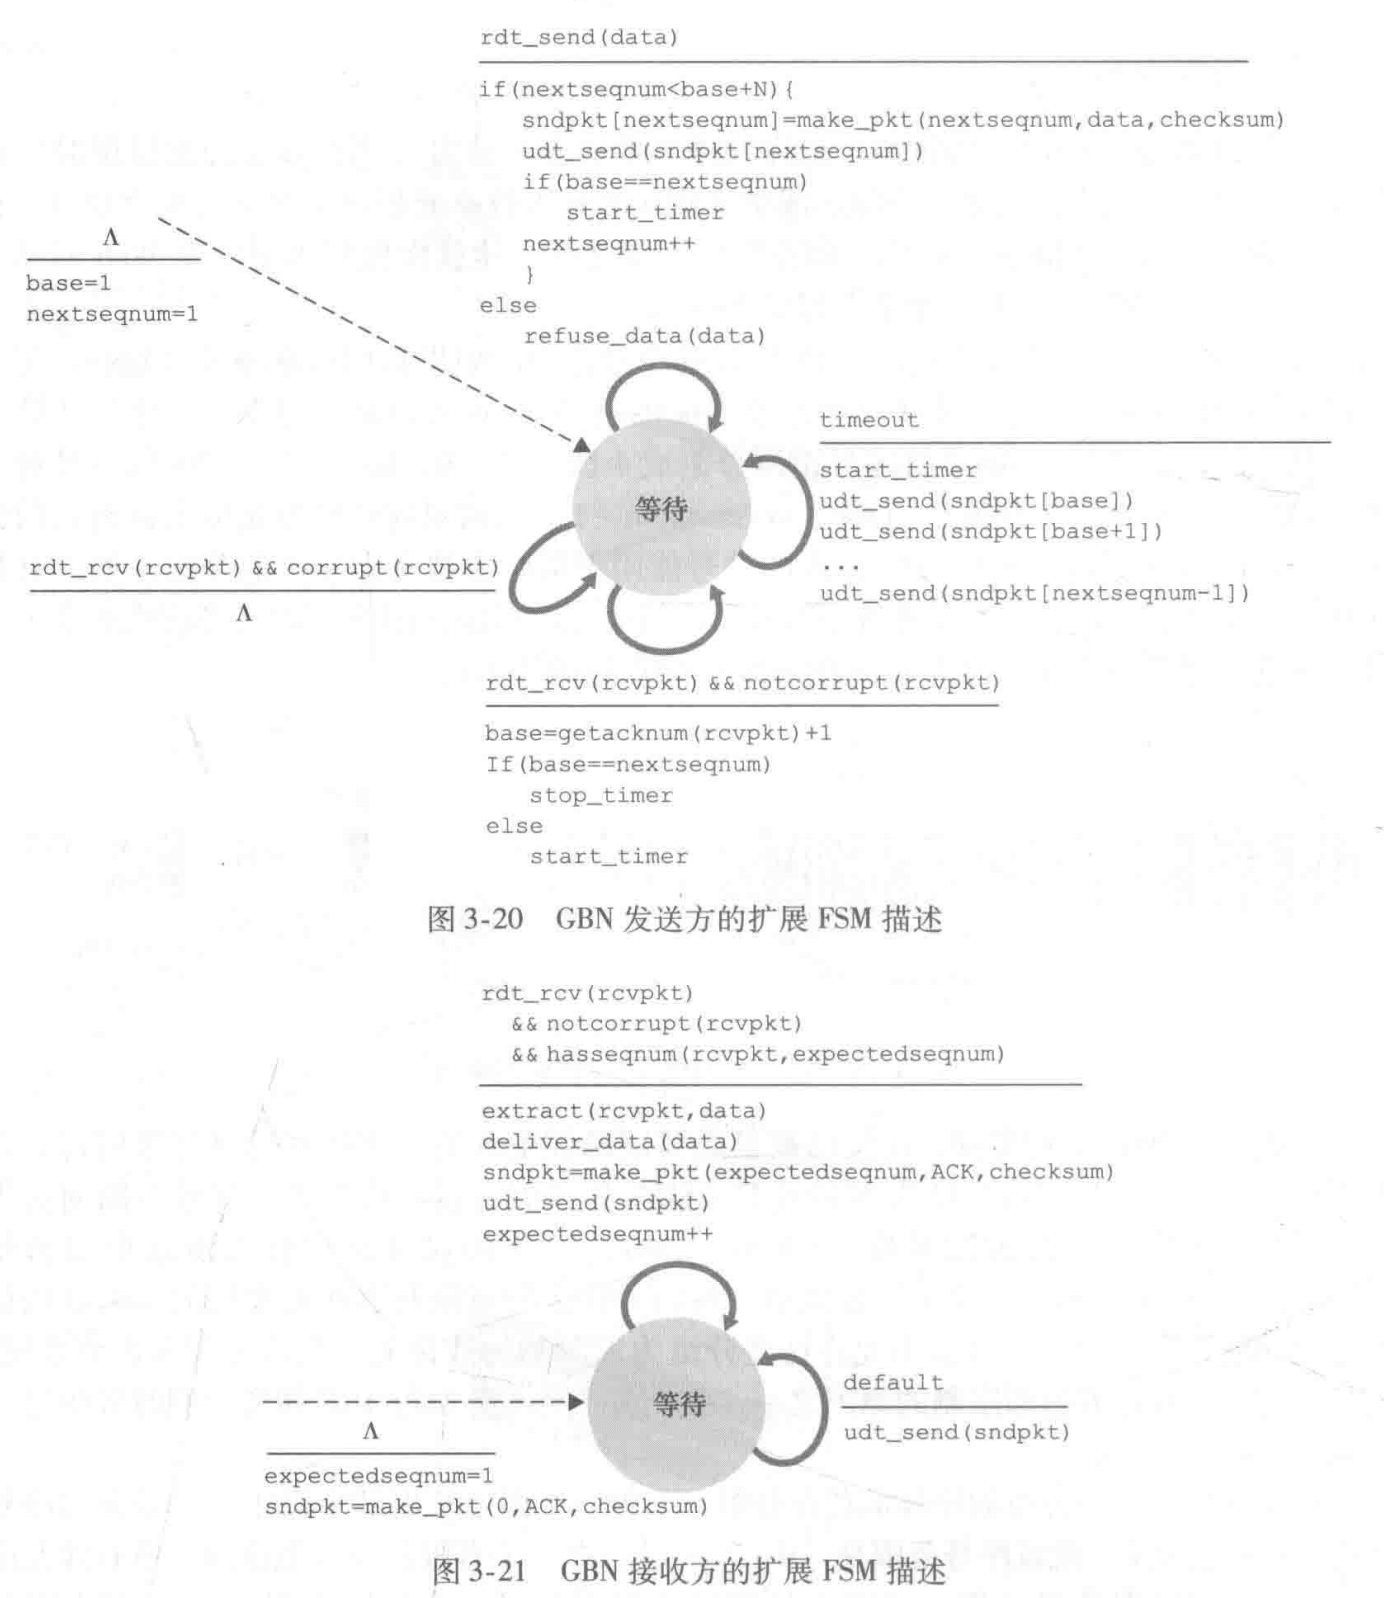 rdt_send(data)
if(nextseqnum<base+N){
sndpkt[nextseqnum]=make_pkt(nextseqnum,data,checksum)
udt_send(sndpkt[nextseqnum])
if(base==nextseqnum)
start_timer
nextseqnum++
}
else
refuse_data(data)
Λ
base=1
nextseqnum=1
timeout
start_timer
udt_send(sndpkt[base])
udt_send(sndpkt[base+1])
...
udt_send(sndpkt[nextseqnum-1])
等待
rdt_rcv(rcvpkt) && corrupt(rcvpkt)
Λ
rdt_rcv(rcvpkt) && notcorrupt(rcvpkt)
base=getacknum(rcvpkt)+1
If(base==nextseqnum)
stop_timer
else
start_timer
图 3-20 GBN 发送方的扩展 FSM 描述
rdt_rcv(rcvpkt)
&& notcorrupt(rcvpkt)
&& hasseqnum(rcvpkt,expectedseqnum)
extract(rcvpkt,data)
deliver_data(data)
sndpkt=make_pkt(expectedseqnum,ACK,checksum)
udt_send(sndpkt)
expectedseqnum++
等待
default
udt_send(sndpkt)
Λ
expectedseqnum=1
sndpkt=make_pkt(0,ACK,checksum)
图 3-21 GBN 接收方的扩展 FSM 描述